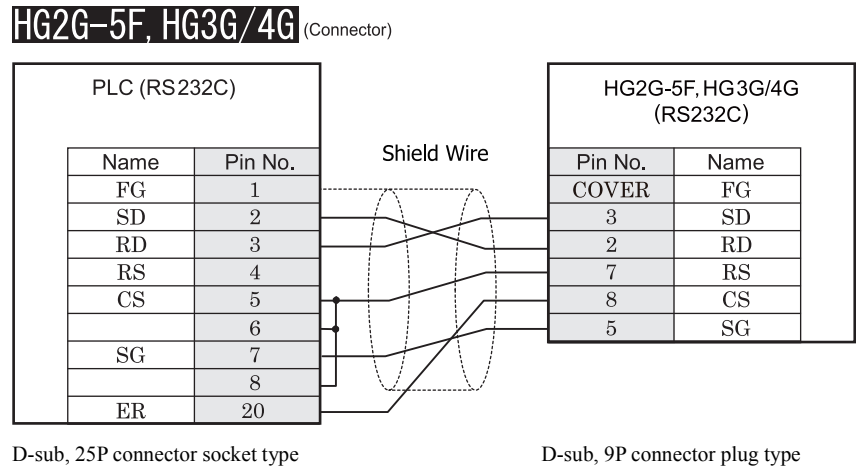 HG2G-5F, HG3G/4G (Connector)
PLC (RS232C)
Name Pin No.
FG 1
SD 2
RD 3
RS 4
CS 5
6
SG 7
8
ER 20
D-sub, 25P connector socket type
Shield Wire
HG2G-5F, HG3G/4G
(RS232C)
Pin No. Name
COVER FG
3 SD
2 RD
7 RS
8 CS
5 SG
D-sub, 9P connector plug type